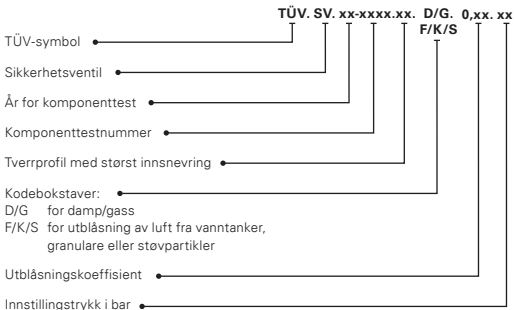 TÜV. SV. xx-xxxx.xx. D/G. 0,xx. xx
F/K/S
TÜV-symbol
Sikkerhetsventil
År for komponenttest
Komponenttestnummer
Tverrprofil med størst innsnevring
Kodebokstaver:
D/G for damp/gass
F/K/S for utblåsning av luft fra vanntanker,
granulare eller støvpartikler
Utblåsningskoeffisient
Innstillingstrykk i bar